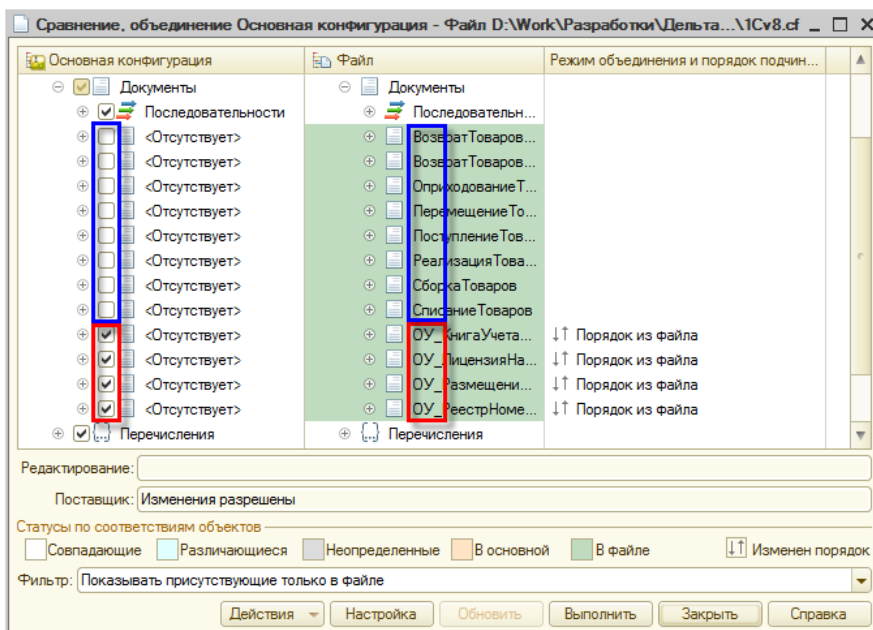 Сравнение, объединение Основная конфигурация - Файл D:\Work\Разработки\Дельта...\1Cv8.cf
Основная конфигурация Файл Режим объединения и порядок подчин...
Документы Документы
Последовательности Последовательн...
<Отсутствует> ВозвратТоваров...
<Отсутствует> ВозвратТоваров...
<Отсутствует> ОприходованиеТ...
<Отсутствует> ПеремещениеТо...
<Отсутствует> ПоступлениеТов...
<Отсутствует> РеализацияТова...
<Отсутствует> СборкаТоваров
<Отсутствует> СписаниеТоваров
<Отсутствует> ОУ_КнигаУчета... Порядок из файла
<Отсутствует> ОУ_ЛицензияНа... Порядок из файла
<Отсутствует> ОУ_Размещени... Порядок из файла
<Отсутствует> ОУ_РеестрНоме... Порядок из файла
Перечисления Перечисления
Редактирование:
Поставщик: Изменения разрешены
Статусы по соответствиям объектов
Совпадающие Различающиеся Неопределенные В основной В файле Изменен порядок
Фильтр: Показывать присутствующие только в файле
Действия Настройка Обновить Выполнить Закрыть Справка